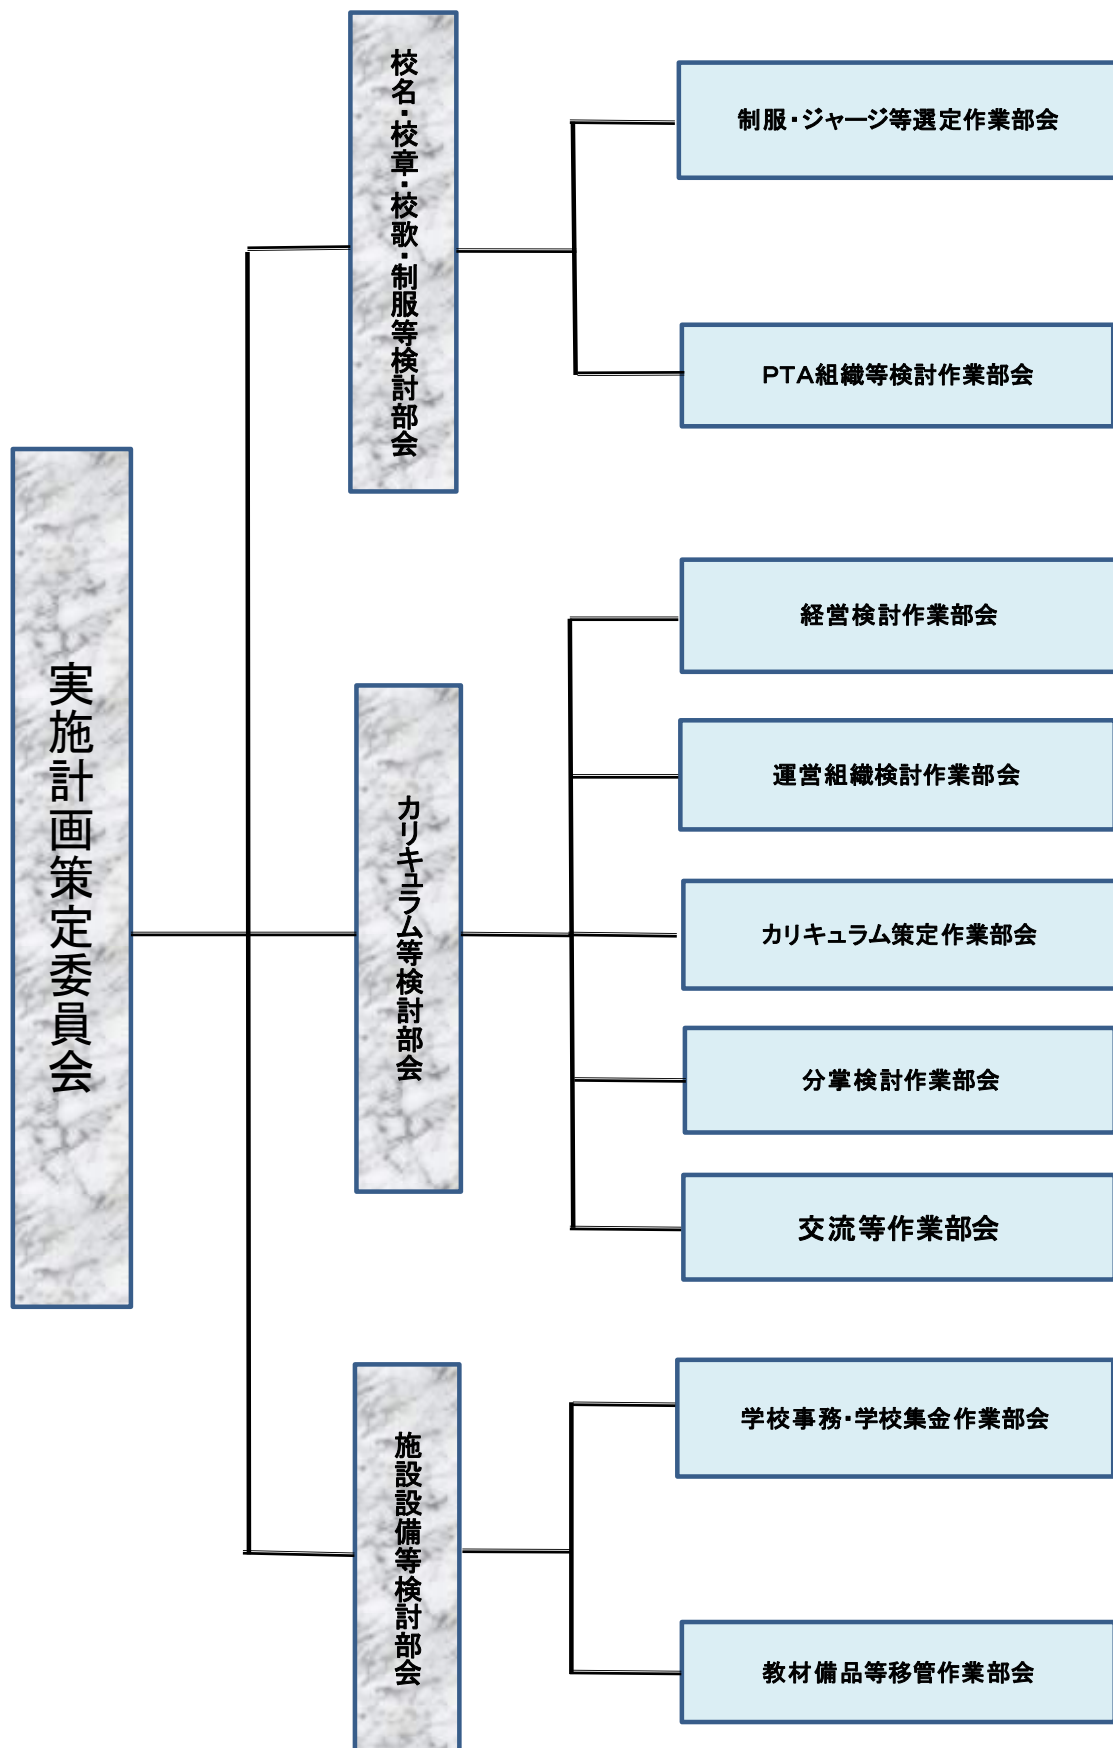 実施計画策定委員会
校名・校章・校歌・制服等検討部会
制服・ジャージ等選定作業部会
PTA組織等検討作業部会
カリキュラム等検討部会
経営検討作業部会
運営組織検討作業部会
カリキュラム策定作業部会
分掌検討作業部会
交流等作業部会
施設設備等検討部会
学校事務・学校集金作業部会
教材備品等移管作業部会